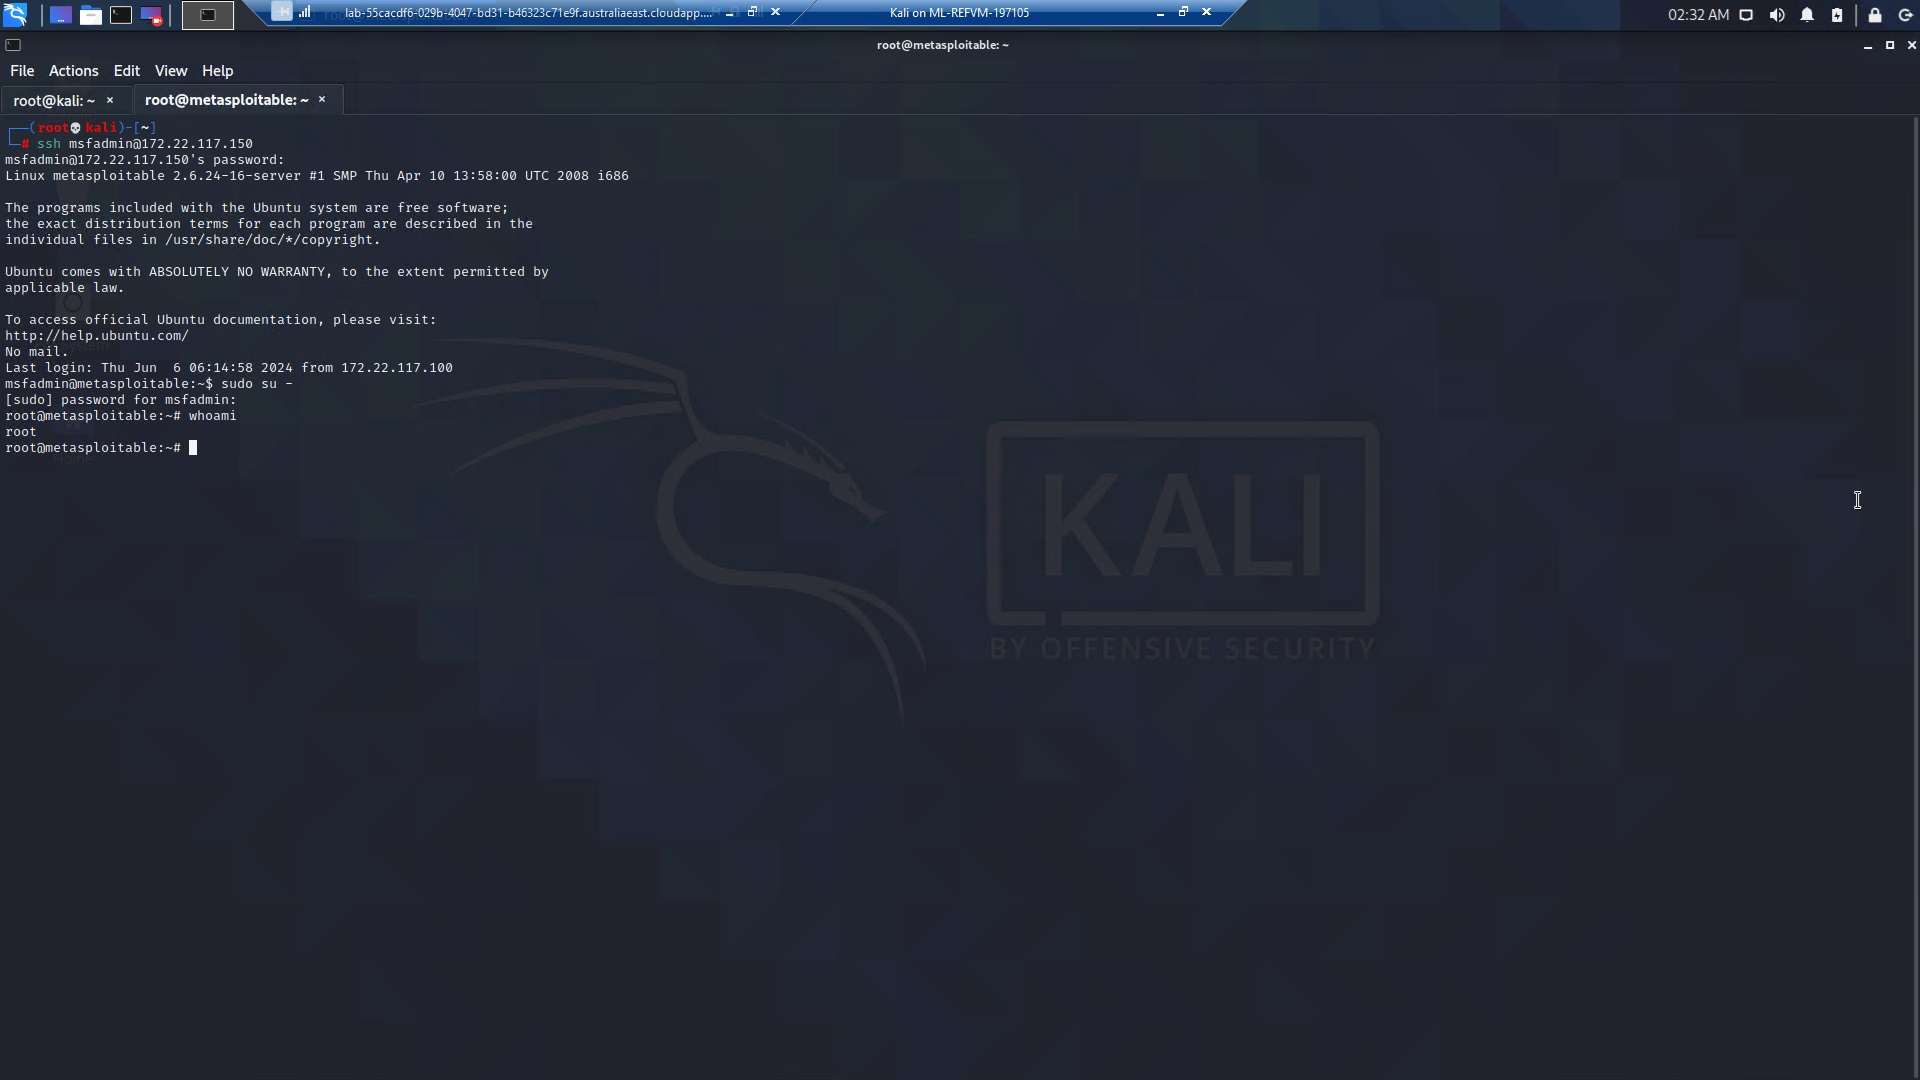 lab-55cacdf6-029b-4047-bd31-b46323c71e9f.australiaeast.cloudapp....
Kali on ML-REFVM-197105
02:32 AM
root@metasploitable: ~
File Actions Edit View Help
root@kali: ~ × root@metasploitable: ~ ×
┌──(root💀kali)-[~]
└─# ssh msfadmin@172.22.117.150
msfadmin@172.22.117.150's password:
Linux metasploitable 2.6.24-16-server #1 SMP Thu Apr 10 13:58:00 UTC 2008 i686
The programs included with the Ubuntu system are free software;
the exact distribution terms for each program are described in the
individual files in /usr/share/doc/*/copyright.
Ubuntu comes with ABSOLUTELY NO WARRANTY, to the extent permitted by
applicable law.
To access official Ubuntu documentation, please visit:
http://help.ubuntu.com/
No mail.
Last login: Thu Jun  6 06:14:58 2024 from 172.22.117.100
msfadmin@metasploitable:~$ sudo su -
[sudo] password for msfadmin:
root@metasploitable:~# whoami
root
root@metasploitable:~#
KALI
BY OFFENSIVE SECURITY